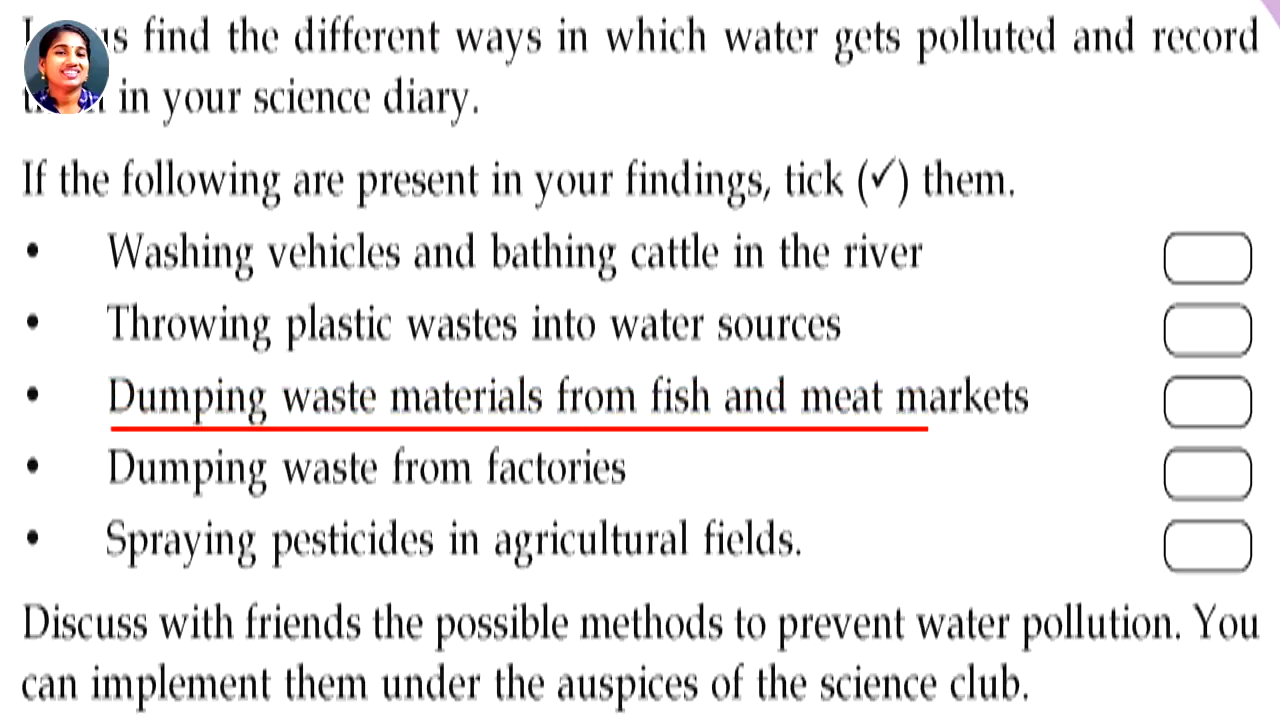 us find the different ways in which water gets polluted and record
in your science diary.
If the following are present in your findings, tick (✓) them.
• Washing vehicles and bathing cattle in the river
• Throwing plastic wastes into water sources
• Dumping waste materials from fish and meat markets
• Dumping waste from factories
• Spraying pesticides in agricultural fields.
Discuss with friends the possible methods to prevent water pollution. You
can implement them under the auspices of the science club.